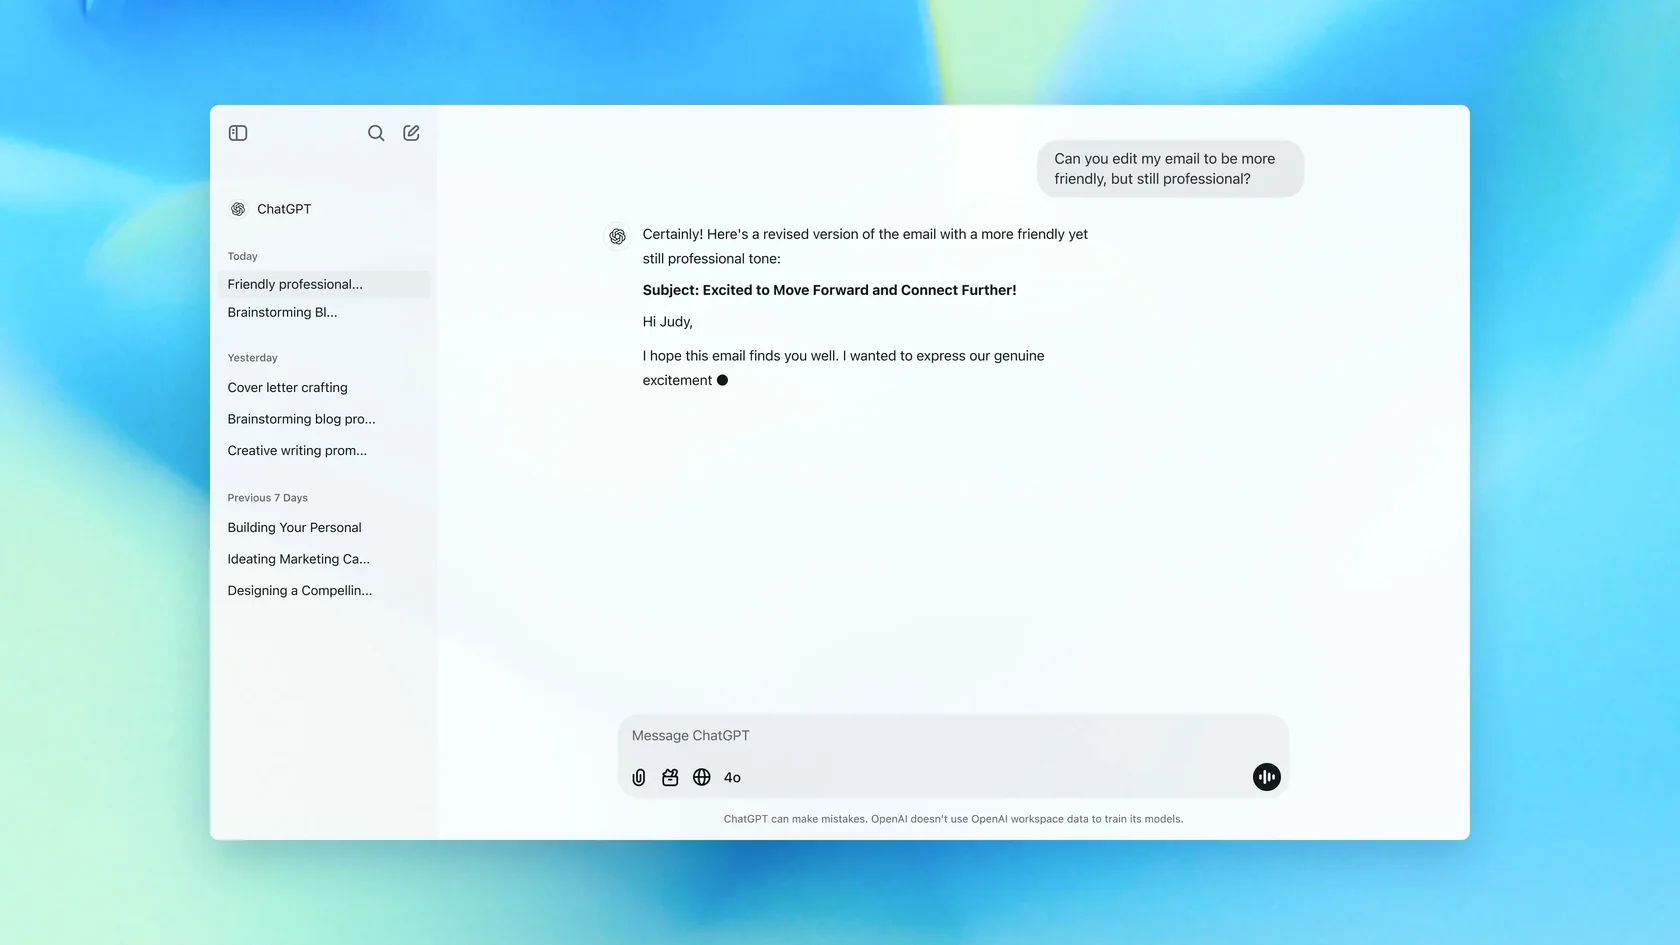 ChatGPT
Today
Friendly professional...
Brainstorming Bl...
Yesterday
Cover letter crafting
Brainstorming blog pro...
Creative writing prom...
Previous 7 Days
Building Your Personal
Ideating Marketing Ca...
Designing a Compellin...
Can you edit my email to be more
friendly, but still professional?
Certainly! Here's a revised version of the email with a more friendly yet
still professional tone:
Subject: Excited to Move Forward and Connect Further!
Hi Judy,
I hope this email finds you well. I wanted to express our genuine
excitement
Message ChatGPT
4o
ChatGPT can make mistakes. OpenAI doesn't use OpenAI workspace data to train its models.